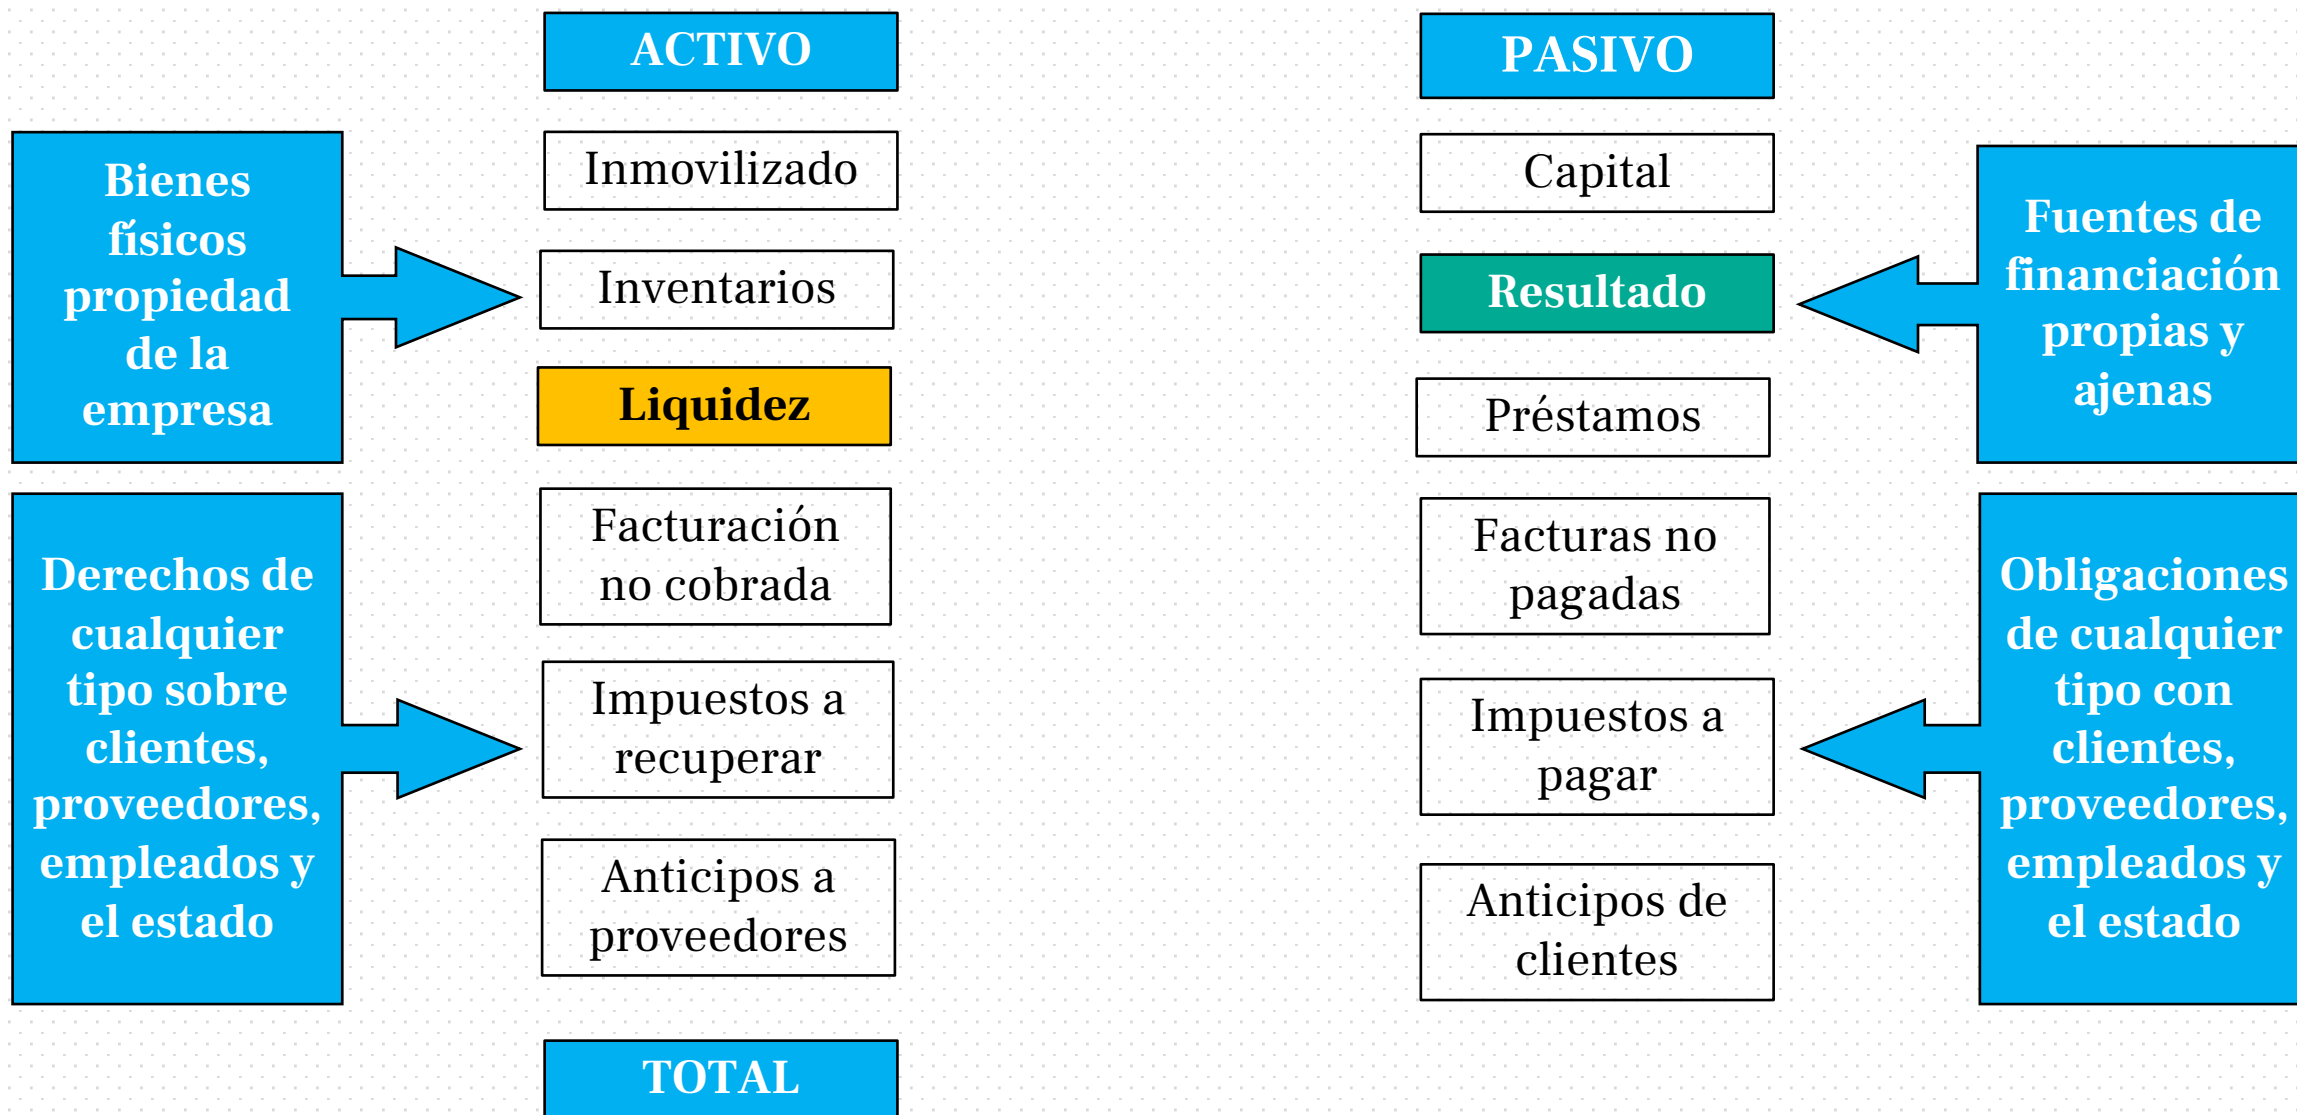 ACTIVO
PASIVO
Bienes
físicos
propiedad
de la
empresa
Inmovilizado
Inventarios
Liquidez
Capital
Resultado
Préstamos
Fuentes de
financiación
propias y
ajenas
Derechos de
cualquier
tipo sobre
clientes,
proveedores,
empleados y
el estado
Facturación
no cobrada
Impuestos a
recuperar
Anticipos a
proveedores
Facturas no
pagadas
Impuestos a
pagar
Anticipos de
clientes
Obligaciones
de cualquier
tipo con
clientes,
proveedores,
empleados y
el estado
TOTAL